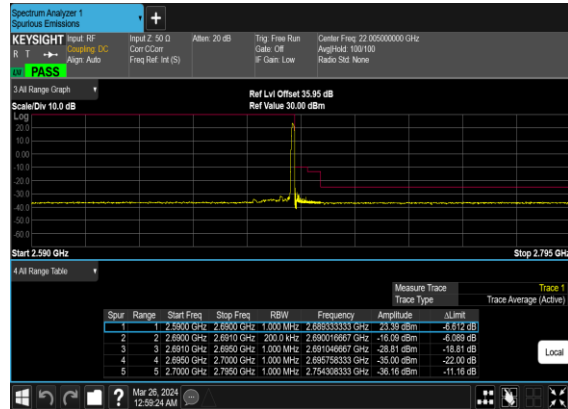 Spectrum Analyzer 1
Spurious Emissions
KEYSIGHT Input: RF Input Z: 50 Ω Atten: 20 dB Trig: Free Run Center Freq: 22.005000000 GHz
R T Coupling: DC Corr CCorr Gate: Off Avg|Hold: 100/100
Align: Auto Freq Ref: Int (S) IF Gain: Low Radio Std: None
PASS
3 All Range Graph
Ref Lvl Offset 35.95 dB
Scale/Div 10.0 dB Ref Value 30.00 dBm
Log
20.0
10.0
0.00
-10.0
-20.0
-30.0
-40.0
-50.0
-60.0
Start 2.590 GHz Stop 2.795 GHz
4 All Range Table
Measure Trace Trace 1
Trace Type Trace Average (Active)
Spur Range Start Freq Stop Freq RBW Frequency Amplitude ΔLimit
1 1 2.5900 GHz 2.6900 GHz 1.000 MHz 2.689333333 GHz 23.39 dBm -6.612 dB
2 2 2.6900 GHz 2.6910 GHz 200.0 kHz 2.690016667 GHz -16.09 dBm -6.089 dB
3 3 2.6910 GHz 2.6950 GHz 1.000 MHz 2.691046667 GHz -28.81 dBm -18.81 dB
4 4 2.6950 GHz 2.7000 GHz 1.000 MHz 2.695758333 GHz -35.00 dBm -22.00 dB
5 5 2.7000 GHz 2.7950 GHz 1.000 MHz 2.754308333 GHz -36.16 dBm -11.16 dB
Local
Mar 26, 2024
12:59:24 AM